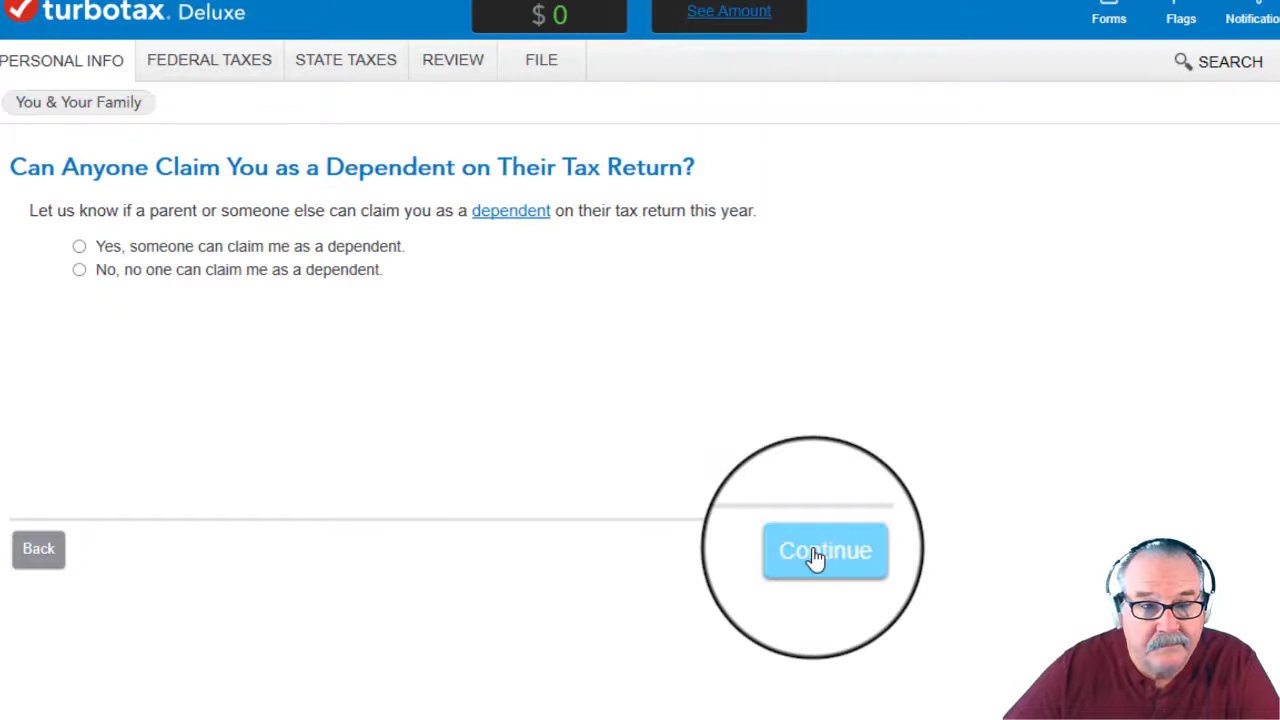 turbotax. Deluxe
$ 0
See Amount
Forms
Flags
Notificatio
PERSONAL INFO
FEDERAL TAXES
STATE TAXES
REVIEW
FILE
SEARCH
You & Your Family
Can Anyone Claim You as a Dependent on Their Tax Return?
Let us know if a parent or someone else can claim you as a dependent on their tax return this year.
Yes, someone can claim me as a dependent.
No, no one can claim me as a dependent.
Back
Continue